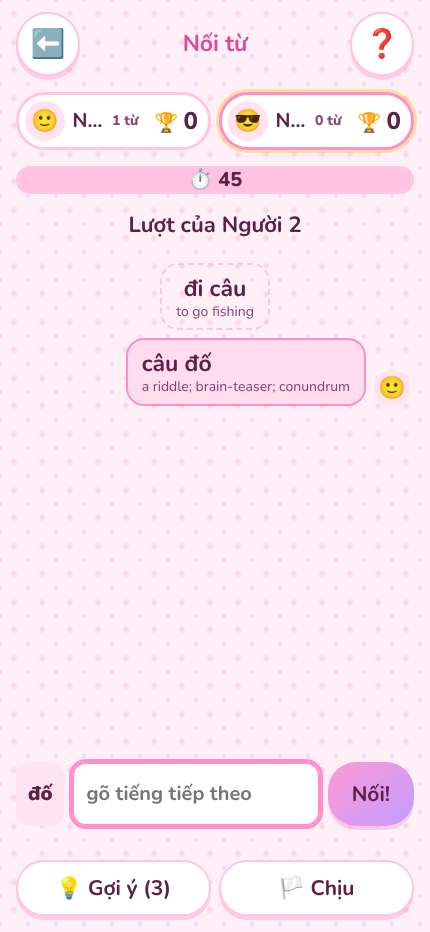 Nối từ
N... 1 từ 0
N... 0 từ 0
45
Lượt của Người 2
đi câu
to go fishing
câu đố
a riddle; brain-teaser; conundrum
đố gõ tiếng tiếp theo Nối!
Gợi ý (3) Chịu